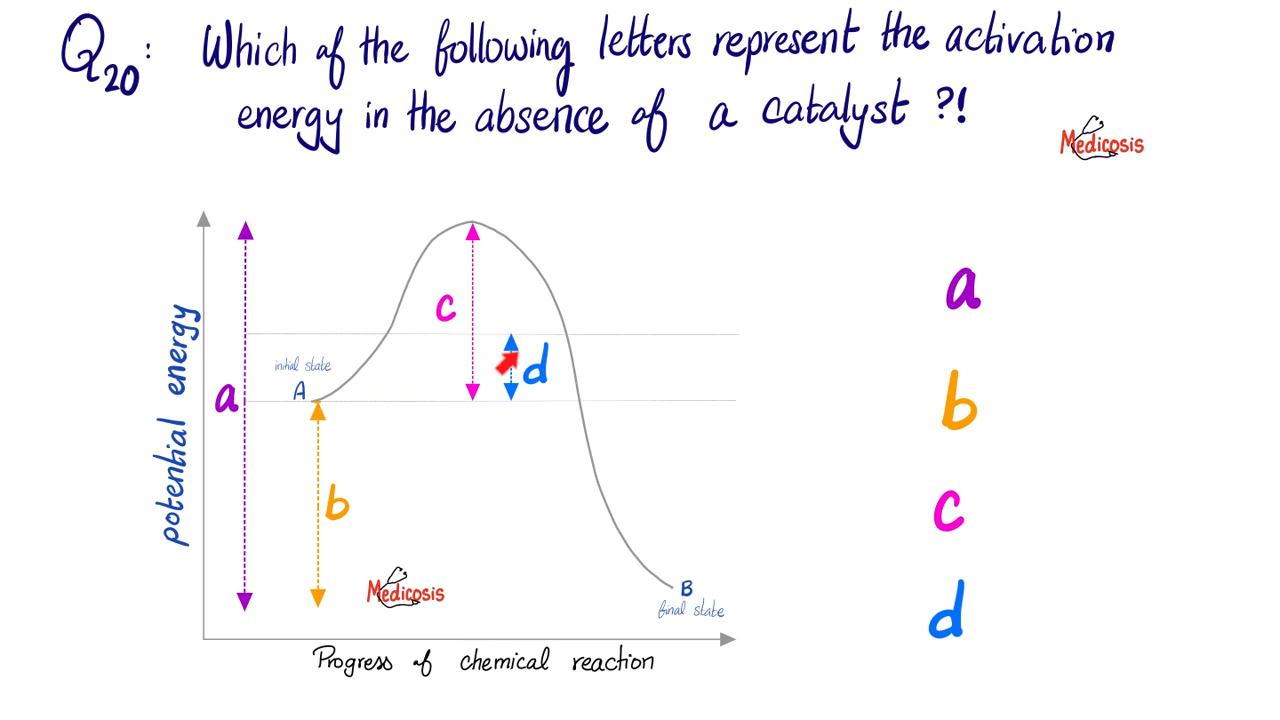 Q20: Which of the following letters represent the activation
energy in the absence of a catalyst ?!
Medicosis
c
initial state
A
d
a
b
potential energy
Medicosis
B
final state
Progress of chemical reaction
a
b
c
d